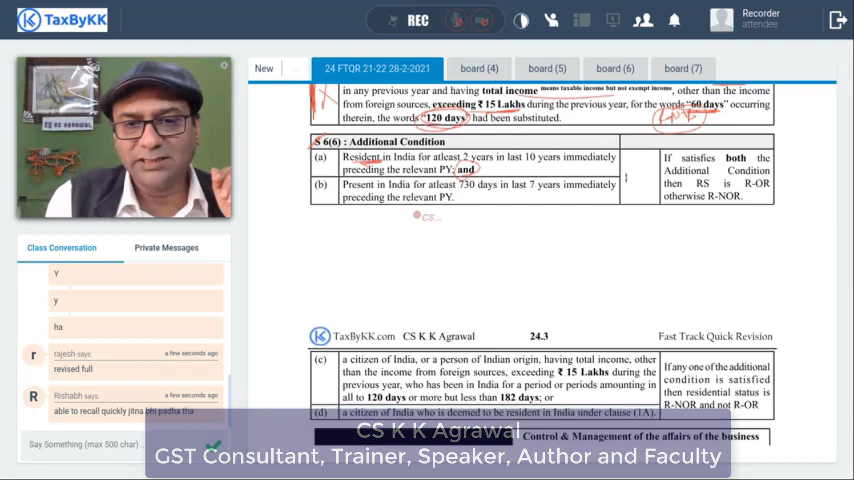 TaxByKK
REC
Recorder
attendee
New
24 FTQR 21-22 28-2-2021
board (4)
board (5)
board (6)
board (7)
CS KK AGRAWAL
in any previous year and having total income means taxable income but not exempt income, other than the income
from foreign sources, exceeding ₹ 15 Lakhs during the previous year, for the words "60 days" occurring
therein, the words "120 days" had been substituted.
S 6(6) : Additional Condition
(a) Resident in India for atleast 2 years in last 10 years immediately
preceding the relevant PY; and
(b) Present in India for atleast 730 days in last 7 years immediately
preceding the relevant PY.
}
If satisfies both the
Additional Condition
then RS is R-OR
otherwise R-NOR.
CS...
Class Conversation
Private Messages
Y
y
ha
r
rajesh says:
a few seconds ago
revised full
R
Rishabh says:
a few seconds ago
able to recall quickly jitna bhi padha tha
Say Something (max 500 char) ..
TaxByKK.com CS K K Agrawal
24.3
Fast Track Quick Revision
(c) a citizen of India, or a person of Indian origin, having total income, other
than the income from foreign sources, exceeding ₹ 15 Lakhs during the
previous year, who has been in India for a period or periods amounting in
all to 120 days or more but less than 182 days; or
(d) a citizen of India who is deemed to be resident in India under clause (1A).
If any one of the additional
condition is satisfied
then residential status is
R-NOR and not R-OR
Control & Management of the affairs of the business
CS K K Agrawal
GST Consultant, Trainer, Speaker, Author and Faculty